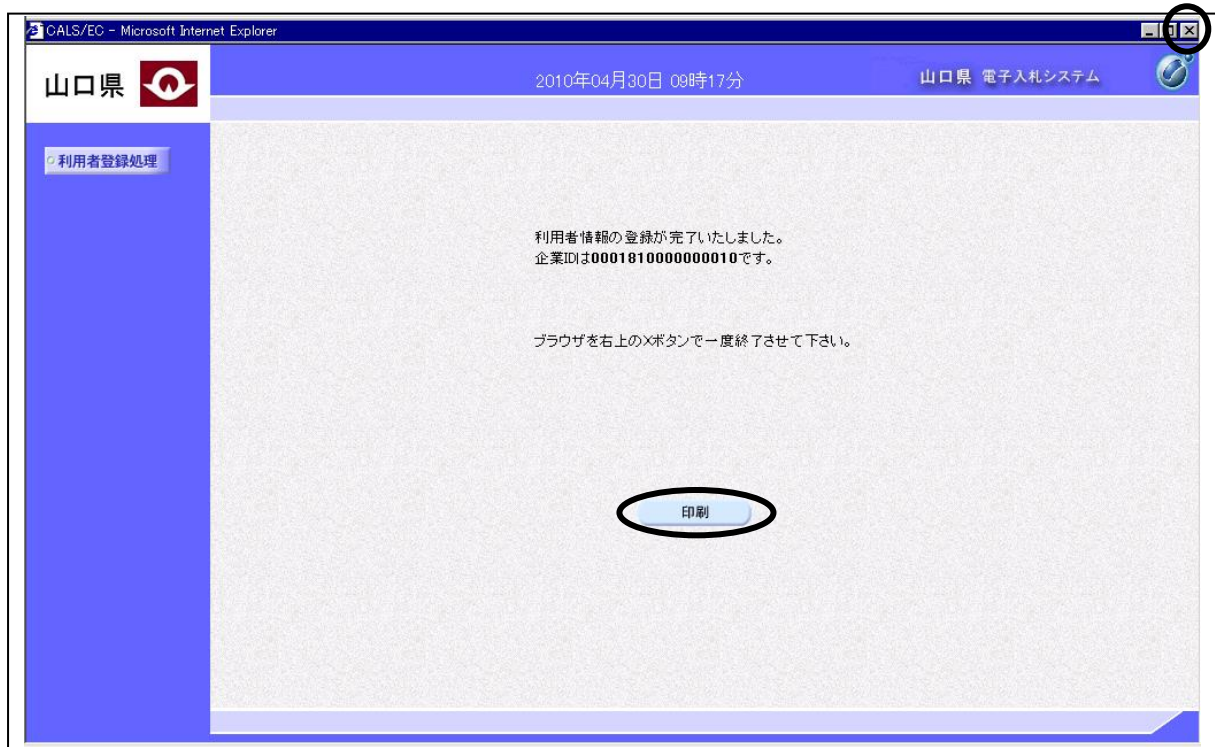 CALS/EC - Microsoft Internet Explorer
山口県
2010年04月30日 09時17分
山口県 電子入札システム
利用者登録処理
利用者情報の登録が完了いたしました。
企業IDは0001810000000010です。
ブラウザを右上の×ボタンで一度終了させて下さい。
印刷